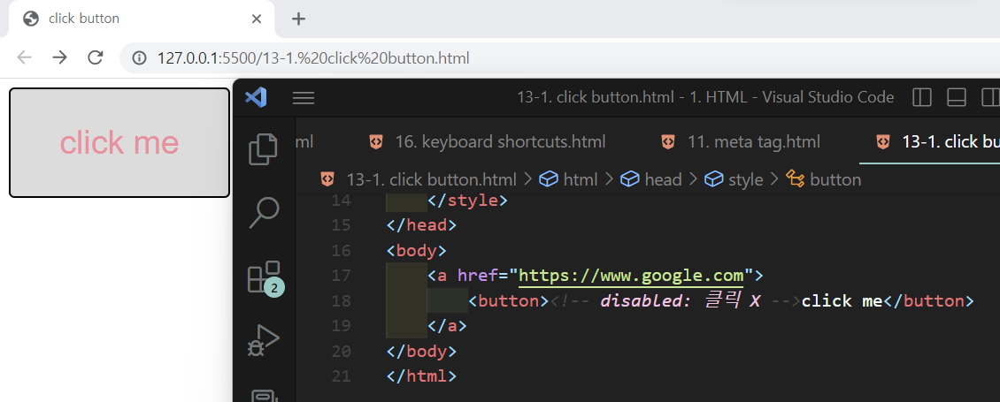 click button
127.0.0.1:5500/13-1.%20click%20button.html
click me
13-1. click button.html - 1. HTML - Visual Studio Code
ml 16. keyboard shortcuts.html 11. meta tag.html 13-1. click bu
13-1. click button.html > html > head > style > button
14 </style>
15 </head>
16 <body>
17 <a href="https://www.google.com">
18 <button><!-- disabled: 클릭 X -->click me</button>
19 </a>
20 </body>
21 </html>
2